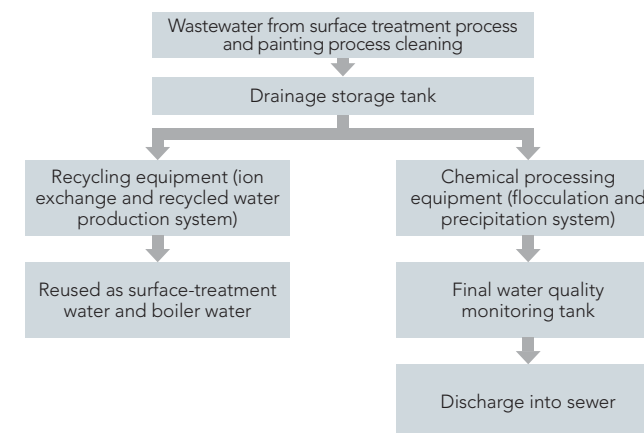 Wastewater from surface treatment process
and painting process cleaning
Drainage storage tank
Recycling equipment (ion
exchange and recycled water
production system)
Chemical processing
equipment (flocculation and
precipitation system)
Reused as surface-treatment
water and boiler water
Final water quality
monitoring tank
Discharge into sewer